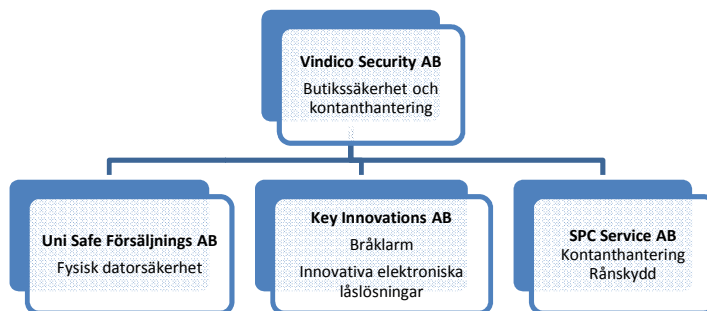 Vindico Security AB
Butikssäkerhet och
kontanthantering
Uni Safe Försäljnings AB
Fysisk datorsäkerhet
Key Innovations AB
Bråklarm
Innovativa elektroniska
låslösningar
SPC Service AB
Kontanthantering
Rånskydd